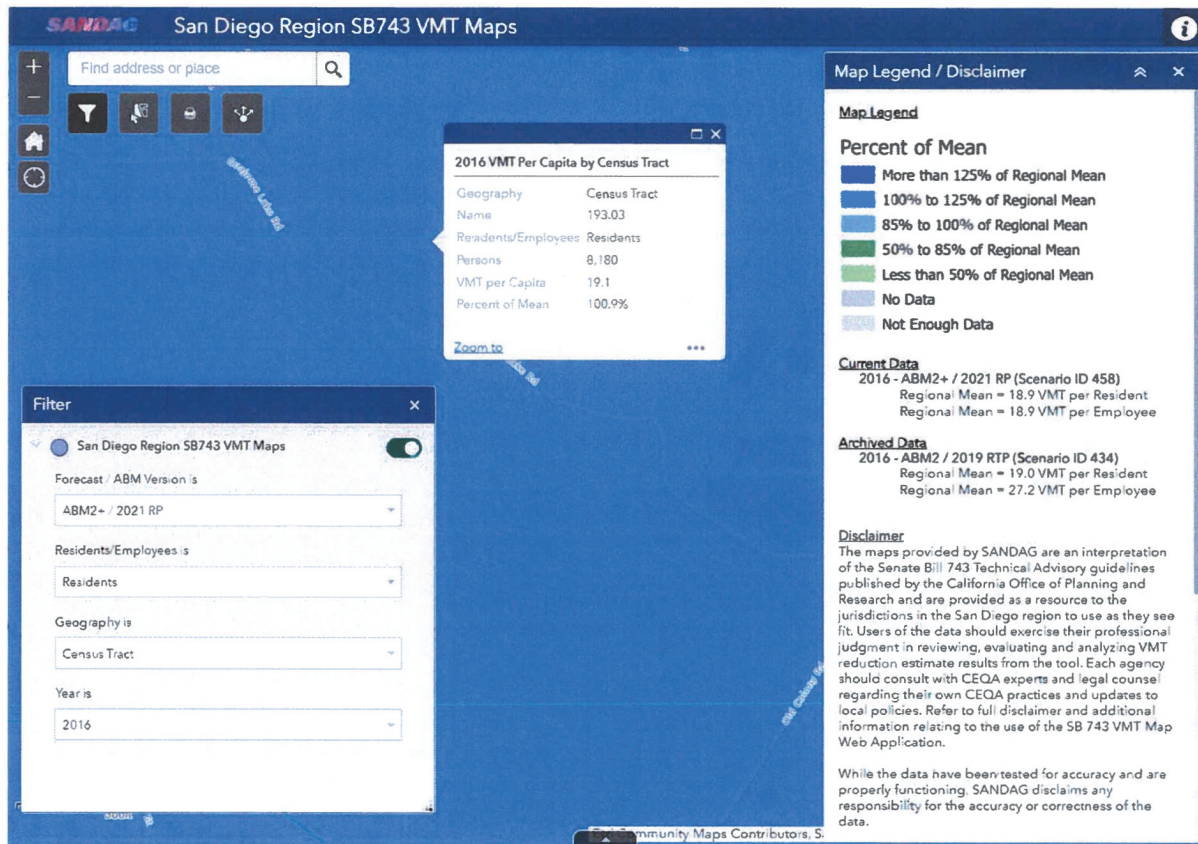 SANDAG San Diego Region SB743 VMT Maps
Find address or place
2016 VMT Per Capita by Census Tract
Geography Census Tract
Name 193.03
Residents/Employees Residents
Persons 8,180
VMT per Capita 19.1
Percent of Mean 100.9%
Zoom to
Lake Rd
Rd
Filter
San Diego Region SB743 VMT Maps
Forecast / ABM Version is
ABM2+ / 2021 RP
Residents/Employees is
Residents
Geography is
Census Tract
Year is
2016
Map Legend / Disclaimer
Map Legend
Percent of Mean
More than 125% of Regional Mean
100% to 125% of Regional Mean
85% to 100% of Regional Mean
50% to 85% of Regional Mean
Less than 50% of Regional Mean
No Data
Not Enough Data
Current Data
2016 - ABM2+ / 2021 RP (Scenario ID 458)
Regional Mean = 18.9 VMT per Resident
Regional Mean = 18.9 VMT per Employee
Archived Data
2016 - ABM2 / 2019 RTP (Scenario ID 434)
Regional Mean = 19.0 VMT per Resident
Regional Mean = 27.2 VMT per Employee
Disclaimer
The maps provided by SANDAG are an interpretation
of the Senate Bill 743 Technical Advisory guidelines
published by the California Office of Planning and
Research and are provided as a resource to the
jurisdictions in the San Diego region to use as they see
fit. Users of the data should exercise their professional
judgment in reviewing, evaluating and analyzing VMT
reduction estimate results from the tool. Each agency
should consult with CEQA experts and legal counsel
regarding their own CEQA practices and updates to
local policies. Refer to full disclaimer and additional
information relating to the use of the SB 743 VMT Map
Web Application.
While the data have been tested for accuracy and are
properly functioning, SANDAG disclaims any
responsibility for the accuracy or correctness of the
data.
Community Maps Contributors, S